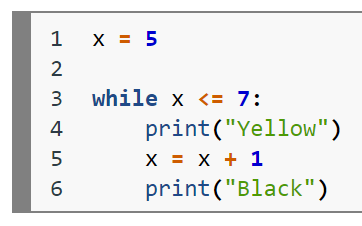 1 x = 5
2
3 while x <= 7:
4     print("Yellow")
5     x = x + 1
6     print("Black")